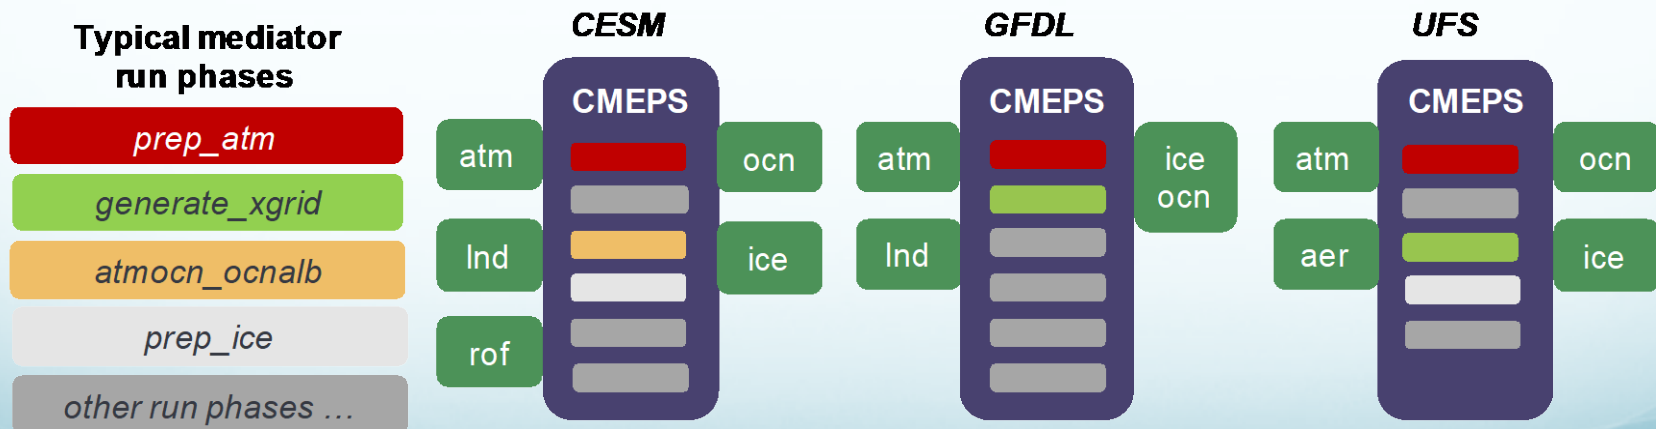 Typical mediator
run phases
prep_atm
generate_xgrid
atmocn_ocnalb
prep_ice
other run phases ...
CESM
CMEPS
atm
ocn
lnd
ice
rof
GFDL
CMEPS
atm
ice
ocn
lnd
UFS
CMEPS
atm
ocn
aer
ice